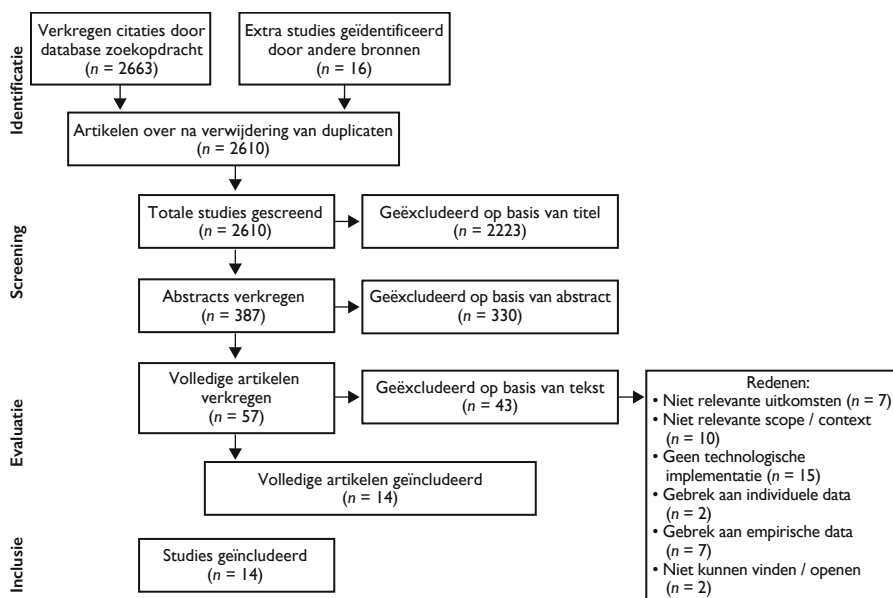 Identificatie
Verkregen citaties door
database zoekopdracht
(n = 2663)
Extra studies geïdentificeerd
door andere bronnen
(n = 16)
Artikelen over na verwijdering van duplicaten
(n = 2610)
Screening
Totale studies gescreend
(n = 2610)
Geëxcludeerd op basis van titel
(n = 2223)
Abstracts verkregen
(n = 387)
Geëxcludeerd op basis van abstract
(n = 330)
Evaluatie
Volledige artikelen
verkregen
(n = 57)
Geëxcludeerd op basis van tekst
(n = 43)
Redenen:
• Niet relevante uitkomsten (n = 7)
• Niet relevante scope / context
(n = 10)
• Geen technologische
implementatie (n = 15)
• Gebrek aan individuele data
(n = 2)
• Gebrek aan empirische data
(n = 7)
• Niet kunnen vinden / openen
(n = 2)
Volledige artikelen geïncludeerd
(n = 14)
Inclusie
Studies geïncludeerd
(n = 14)